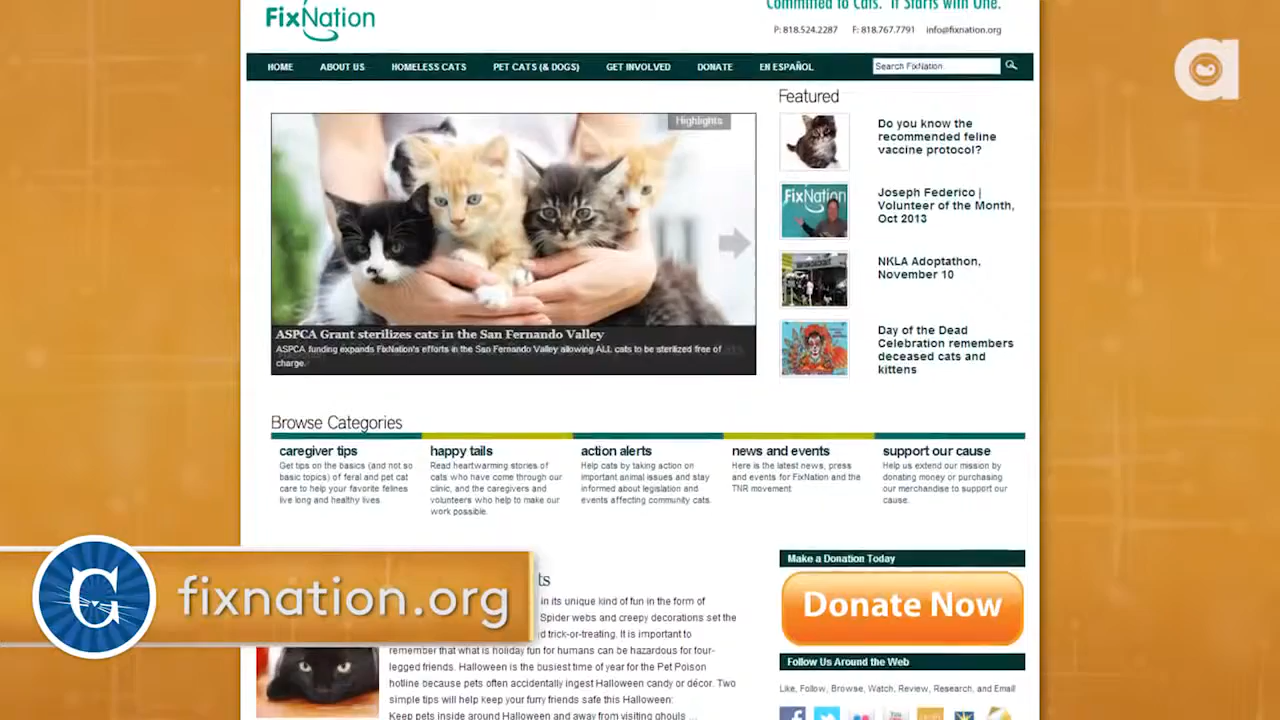 FixNation
Committed to Cats. It Starts with One.
P: 818.524.2287 F: 818.767.7791 info@fixnation.org
HOME ABOUT US HOMELESS CATS PET CATS (& DOGS) GET INVOLVED DONATE EN ESPAÑOL Search FixNation
Highlights
ASPCA Grant sterilizes cats in the San Fernando Valley
ASPCA funding expands FixNation's efforts in the San Fernando Valley allowing ALL cats to be sterilized free of
charge.
Featured
Do you know the
recommended feline
vaccine protocol?
FixNation
Joseph Federico |
Volunteer of the Month,
Oct 2013
NKLA Adoptathon,
November 10
Day of the Dead
Celebration remembers
deceased cats and
kittens
Browse Categories
caregiver tips
Get tips on the basics (and not so
basic topics) of feral and pet cat
care to help your favorite felines
live long and healthy lives.
happy tails
Read heartwarming stories of
cats who have come through our
clinic, and the caregivers and
volunteers who help to make our
work possible.
action alerts
Help cats by taking action on
important animal issues and stay
informed about legislation and
events affecting community cats.
news and events
Here is the latest news, press
and events for FixNation and the
TNR movement.
support our cause
Help us extend our mission by
donating money or purchasing
our merchandise to support our
cause.
ts
in its unique kind of fun in the form of
Spider webs and creepy decorations set the
d trick-or-treating. It is important to
remember that what is holiday fun for humans can be hazardous for four-
legged friends. Halloween is the busiest time of year for the Pet Poison
hotline because pets often accidentally ingest Halloween candy or décor. Two
simple tips will help keep your furry friends safe this Halloween:
Keep pets inside around Halloween and away from visiting ghouls ...
Make a Donation Today
Donate Now
Follow Us Around the Web
Like, Follow, Browse, Watch, Review, Research, and Email
G
fixnation.org
a